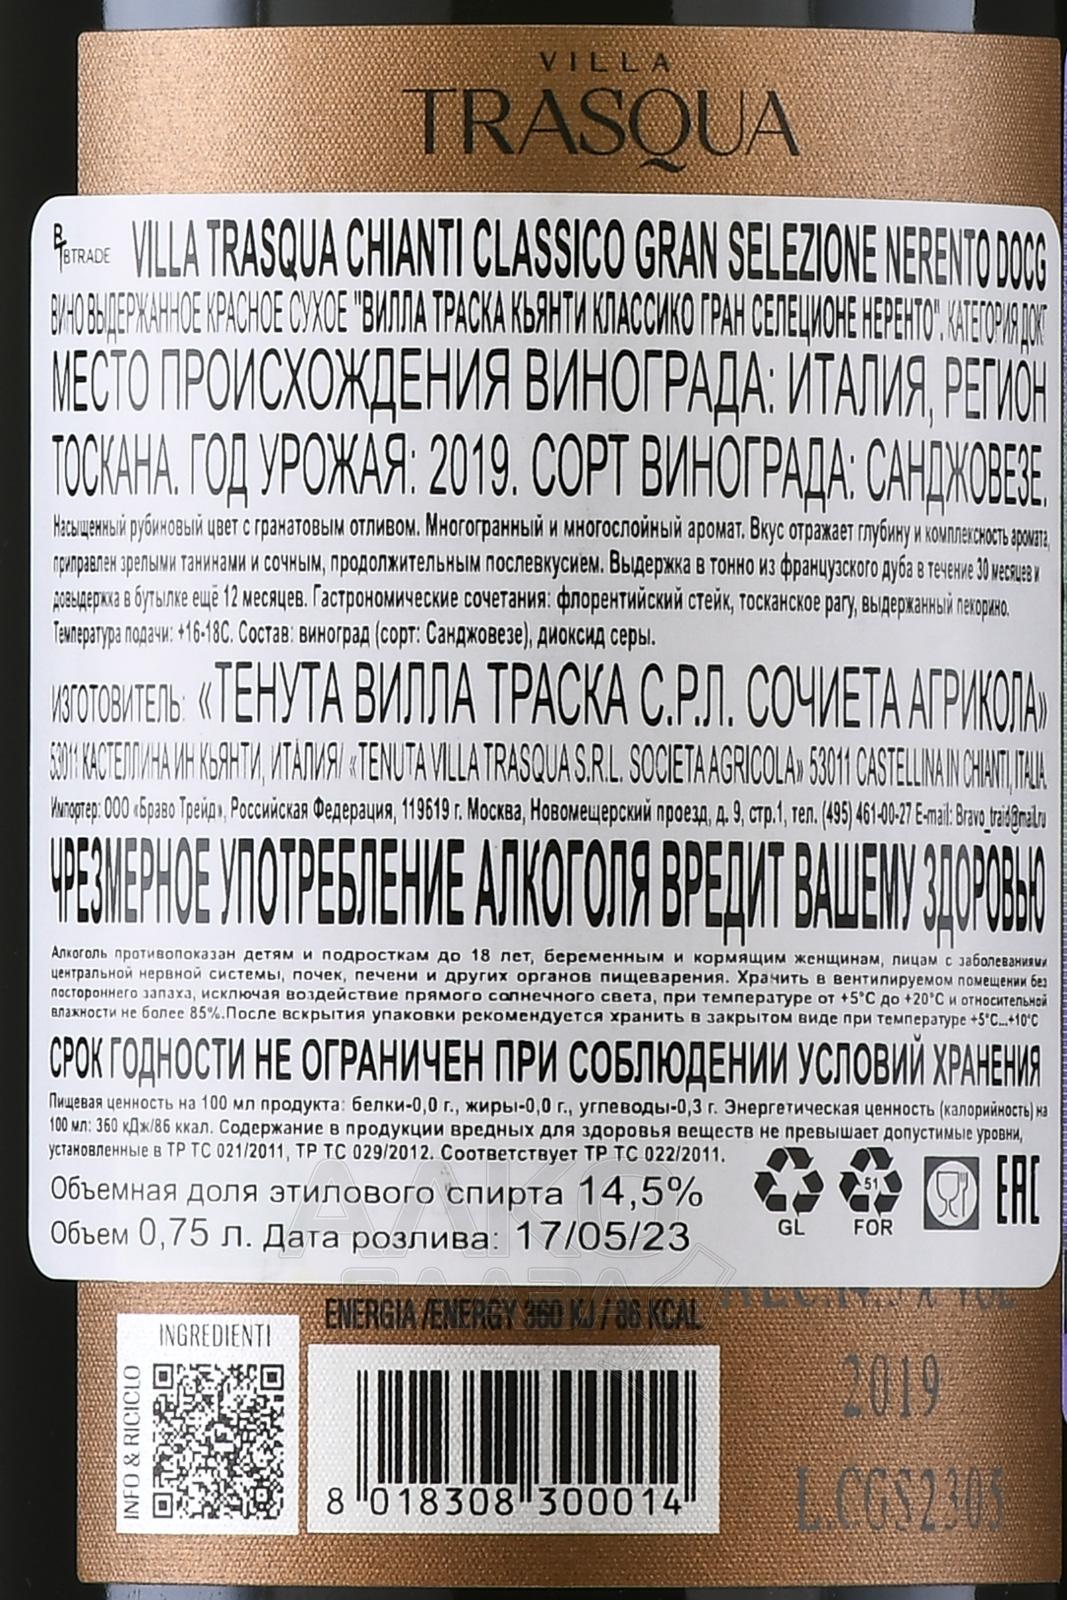 VILLA
TRASQUA
BTRADE
VILLA TRASQUA CHIANTI CLASSICO GRAN SELEZIONE NERENTO DOCG
ВИНО ВЫДЕРЖАННОЕ КРАСНОЕ СУХОЕ "ВИЛЛА ТРАСКА КЬЯНТИ КЛАССИКО ГРАН СЕЛЕЦИОНЕ НЕРЕНТО". КАТЕГОРИЯ ДОКГ
МЕСТО ПРОИСХОЖДЕНИЯ ВИНОГРАДА: ИТАЛИЯ, РЕГИОН
ТОСКАНА. ГОД УРОЖАЯ: 2019. СОРТ ВИНОГРАДА: САНДЖОВЕЗЕ.
Насыщенный рубиновый цвет с гранатовым отливом. Многогранный и многослойный аромат. Вкус отражает глубину и комплексность аромата,
приправлен зрелыми танинами и сочным, продолжительным послевкусием. Выдержка в тонно из французского дуба в течение 30 месяцев и
довыдержка в бутылке ещё 12 месяцев. Гастрономические сочетания: флорентийский стейк, тосканское рагу, выдержанный пекорино.
Температура подачи: +16-18С. Состав: виноград (сорт: Санджовезе), диоксид серы.
ИЗГОТОВИТЕЛЬ: «ТЕНУТА ВИЛЛА ТРАСКА С.Р.Л. СОЧИЕТА АГРИКОЛА»
53011 КАСТЕЛЛИНА ИН КЬЯНТИ, ИТАЛИЯ/ «TENUTA VILLA TRASQUA S.R.L. SOCIETA AGRICOLA» 53011 CASTELLINA IN CHIANTI, ITALIA.
Импортер: ООО «Браво Трейд», Российская Федерация, 119619 г. Москва, Новомещерский проезд, д. 9, стр.1, тел. (495) 461-00-27 E-mail: Bravo_traid@mail.ru
ЧРЕЗМЕРНОЕ УПОТРЕБЛЕНИЕ АЛКОГОЛЯ ВРЕДИТ ВАШЕМУ ЗДОРОВЬЮ
Алкоголь противопоказан детям и подросткам до 18 лет, беременным и кормящим женщинам, лицам с заболеваниями
центральной нервной системы, почек, печени и других органов пищеварения. Хранить в вентилируемом помещении без
постороннего запаха, исключая воздействие прямого солнечного света, при температуре от +5°С до +20°С и относительной
влажности не более 85%.После вскрытия упаковки рекомендуется хранить в закрытом виде при температуре +5°С...+10°С
СРОК ГОДНОСТИ НЕ ОГРАНИЧЕН ПРИ СОБЛЮДЕНИИ УСЛОВИЙ ХРАНЕНИЯ
Пищевая ценность на 100 мл продукта: белки-0,0 г., жиры-0,0 г., углеводы-0,3 г. Энергетическая ценность (калорийность) на
100 мл: 360 кДж/86 ккал. Содержание в продукции вредных для здоровья веществ не превышает допустимые уровни,
установленные в ТР ТС 021/2011, ТР ТС 029/2012. Соответствует ТР ТС 022/2011.
Объемная доля этилового спирта 14,5%
Объем 0,75 л. Дата розлива: 17/05/23
GL
51
FOR
EAC
АЛКО
ПЛАЗА
ENERGIA /ENERGY 360 KJ / 86 KCAL
INGREDIENTI
INFO & RICICLO
8 018308 300014
2019
L.CGS2305